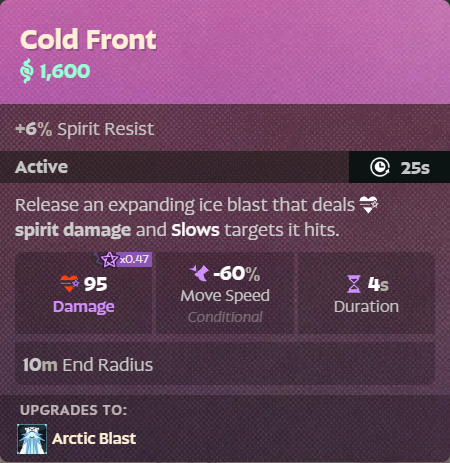 Cold Front
1,600
+6% Spirit Resist
Active 25s
Release an expanding ice blast that deals
spirit damage and Slows targets it hits.
x0.47
95
Damage
-60%
Move Speed
Conditional
4s
Duration
10m End Radius
UPGRADES TO:
Arctic Blast